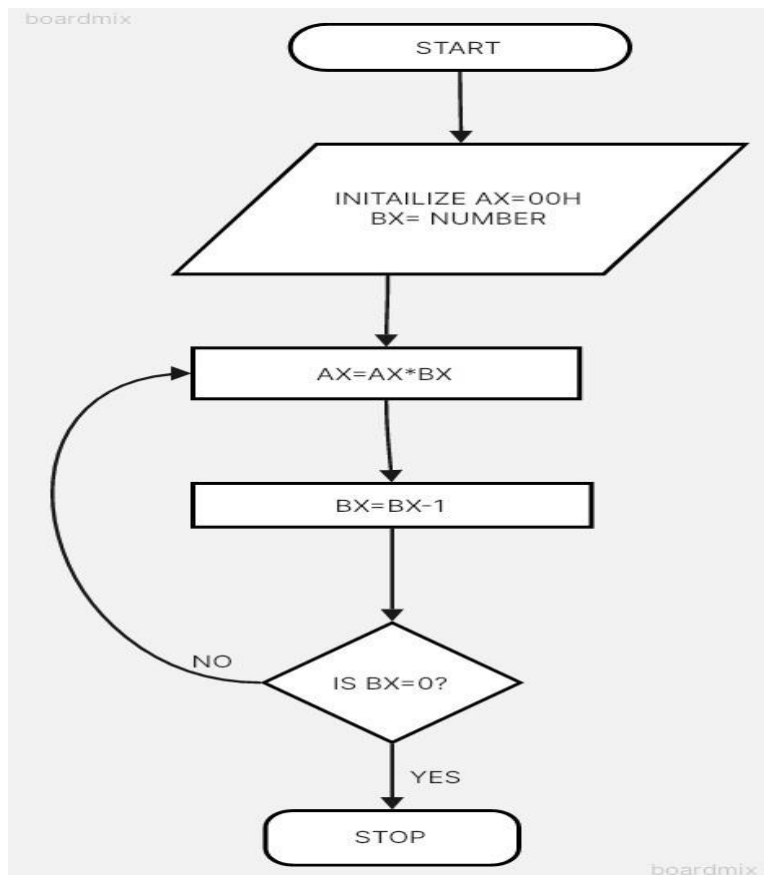 boardmix
START
INITAILIZE AX=00H
BX= NUMBER
AX=AX*BX
BX=BX-1
IS BX=0?
NO
YES
STOP
boardmix